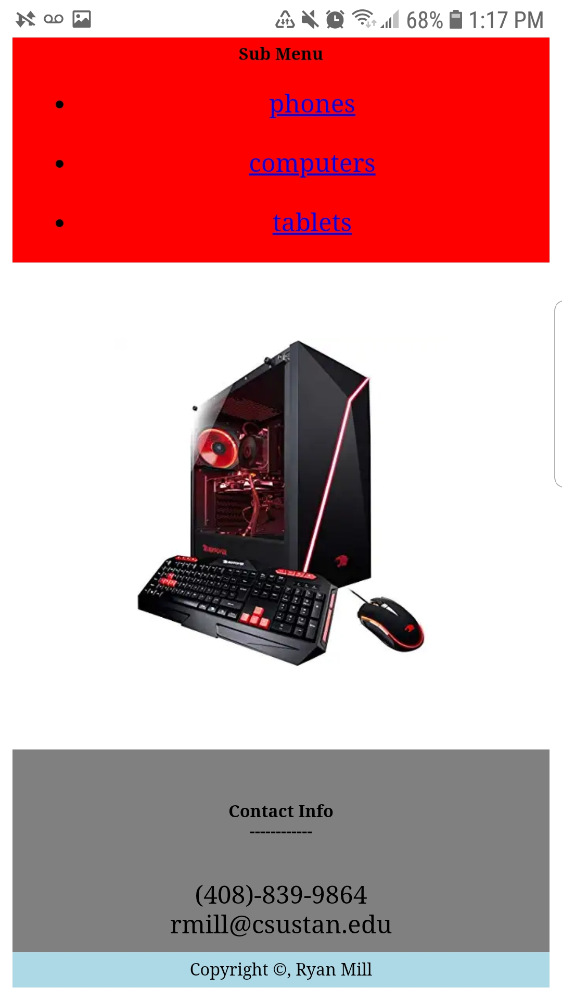 68% 1:17 PM
Sub Menu
phones
computers
tablets
Contact Info
------------
(408)-839-9864
rmill@csustan.edu
Copyright ©, Ryan Mill